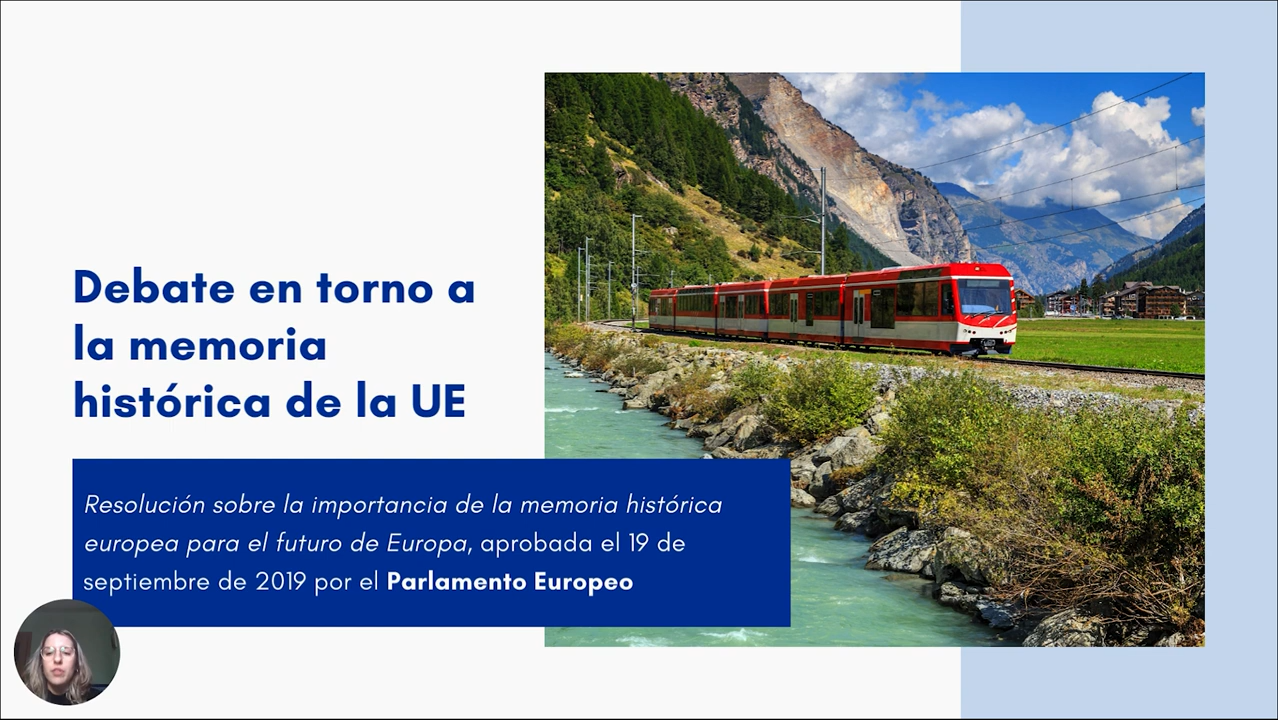 Debate en torno a
la memoria
histórica de la UE
Resolución sobre la importancia de la memoria histórica
europea para el futuro de Europa, aprobada el 19 de
septiembre de 2019 por el Parlamento Europeo